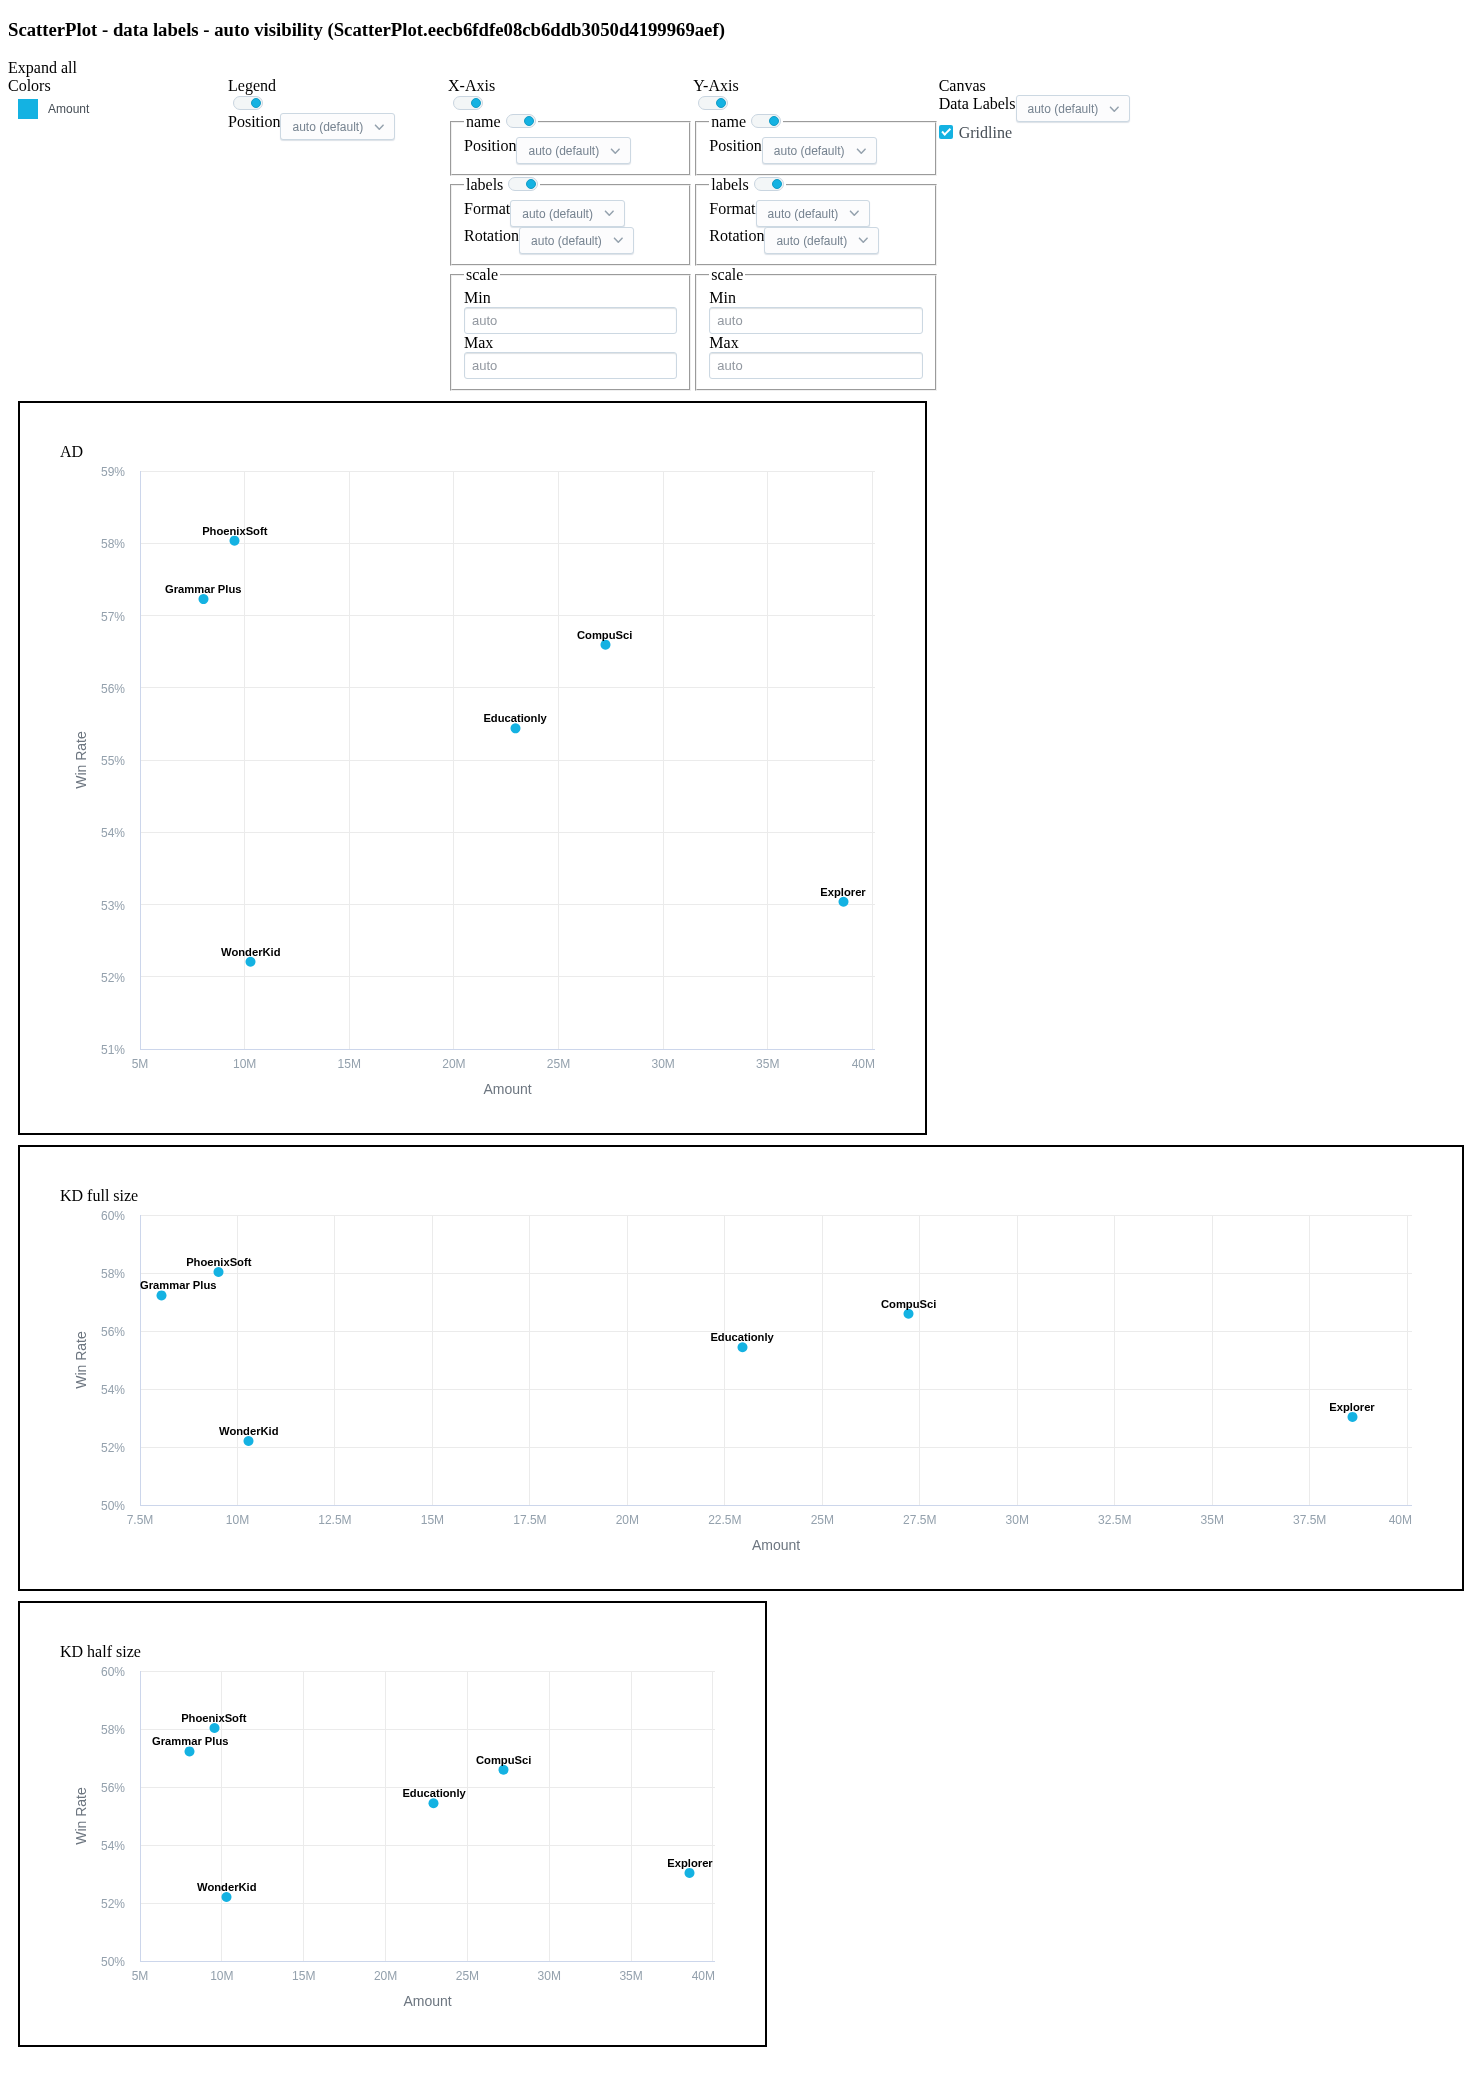 ScatterPlot - data labels - auto visibility (ScatterPlot.eecb6fdfe08cb6ddb3050d4199969aef)
Expand all
Colors
Amount
Legend
Position auto (default)
X-Axis
name
Position auto (default)
labels
Format auto (default)
Rotation auto (default)
scale
Min
auto
Max
auto
Y-Axis
name
Position auto (default)
labels
Format auto (default)
Rotation auto (default)
scale
Min
auto
Max
auto
Canvas
Data Labels auto (default)
Gridline
AD
59%
PhoenixSoft
58%
Grammar Plus
57%
CompuSci
56%
Educationly
Win Rate
55%
54%
Explorer
53%
WonderKid
52%
51%
5M 10M 15M 20M 25M 30M 35M 40M
Amount
KD full size
60%
PhoenixSoft
58%
Grammar Plus
CompuSci
56%
Educationly
Win Rate
54%
Explorer
WonderKid
52%
50%
7.5M 10M 12.5M 15M 17.5M 20M 22.5M 25M 27.5M 30M 32.5M 35M 37.5M 40M
Amount
KD half size
60%
PhoenixSoft
58%
Grammar Plus
CompuSci
56%
Educationly
Win Rate
54%
Explorer
WonderKid
52%
50%
5M 10M 15M 20M 25M 30M 35M 40M
Amount